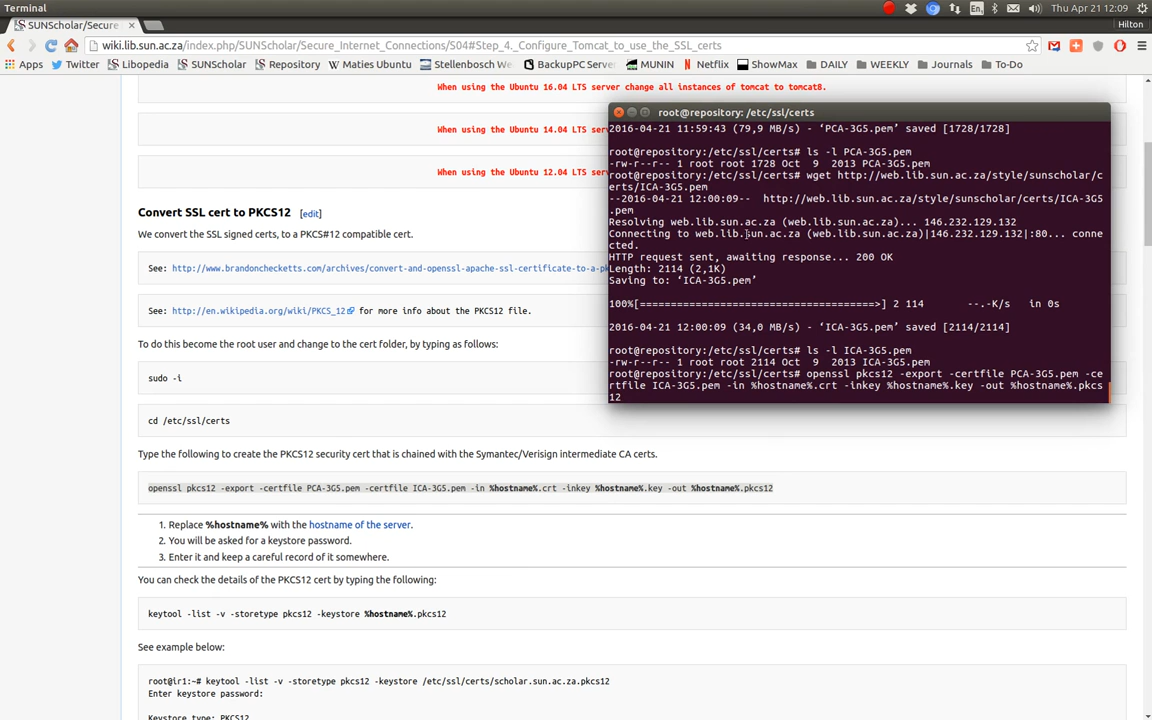 Terminal
En
Thu Apr 21 12:09
SUNScholar/Secure
Hilton
wiki.lib.sun.ac.za/index.php/SUNScholar/Secure_Internet_Connections/S04#Step_4._Configure_Tomcat_to_use_the_SSL_certs
Apps Twitter Libopedia SUNScholar Repository Maties Ubuntu Stellenbosch We BackupPC Serve MUNIN Netflix ShowMax DAILY WEEKLY Journals To-Do
When using the Ubuntu 16.04 LTS server change all instances of tomcat to tomcat8.
When using the Ubuntu 14.04 LTS serv
When using the Ubuntu 12.04 LTS serv
Convert SSL cert to PKCS12 [edit]
We convert the SSL signed certs, to a PKCS#12 compatible cert.
See: http://www.brandonchecketts.com/archives/convert-and-openssl-apache-ssl-certificate-to-a-pk
See: http://en.wikipedia.org/wiki/PKCS_12 for more info about the PKCS12 file.
To do this become the root user and change to the cert folder, by typing as follows:
sudo -i
cd /etc/ssl/certs
Type the following to create the PKCS12 security cert that is chained with the Symantec/Verisign intermediate CA certs.
openssl pkcs12 -export -certfile PCA-3G5.pem -certfile ICA-3G5.pem -in %hostname%.crt -inkey %hostname%.key -out %hostname%.pkcs12
1. Replace %hostname% with the hostname of the server.
2. You will be asked for a keystore password.
3. Enter it and keep a careful record of it somewhere.
You can check the details of the PKCS12 cert by typing the following:
keytool -list -v -storetype pkcs12 -keystore %hostname%.pkcs12
See example below:
root@ir1:~# keytool -list -v -storetype pkcs12 -keystore /etc/ssl/certs/scholar.sun.ac.za.pkcs12
Enter keystore password:
Keystore type: PKCS12
root@repository: /etc/ssl/certs
2016-04-21 11:59:43 (79,9 MB/s) - ‘PCA-3G5.pem’ saved [1728/1728]
root@repository:/etc/ssl/certs# ls -l PCA-3G5.pem
-rw-r--r-- 1 root root 1728 Oct  9  2013 PCA-3G5.pem
root@repository:/etc/ssl/certs# wget http://web.lib.sun.ac.za/style/sunscholar/c
erts/ICA-3G5.pem
--2016-04-21 12:00:09--  http://web.lib.sun.ac.za/style/sunscholar/certs/ICA-3G5
.pem
Resolving web.lib.sun.ac.za (web.lib.sun.ac.za)... 146.232.129.132
Connecting to web.lib.sun.ac.za (web.lib.sun.ac.za)|146.232.129.132|:80... conne
cted.
HTTP request sent, awaiting response... 200 OK
Length: 2114 (2,1K)
Saving to: ‘ICA-3G5.pem’
100%[======================================>] 2 114       --.-K/s   in 0s
2016-04-21 12:00:09 (34,0 MB/s) - ‘ICA-3G5.pem’ saved [2114/2114]
root@repository:/etc/ssl/certs# ls -l ICA-3G5.pem
-rw-r--r-- 1 root root 2114 Oct  9  2013 ICA-3G5.pem
root@repository:/etc/ssl/certs# openssl pkcs12 -export -certfile PCA-3G5.pem -ce
rtfile ICA-3G5.pem -in %hostname%.crt -inkey %hostname%.key -out %hostname%.pkcs
12